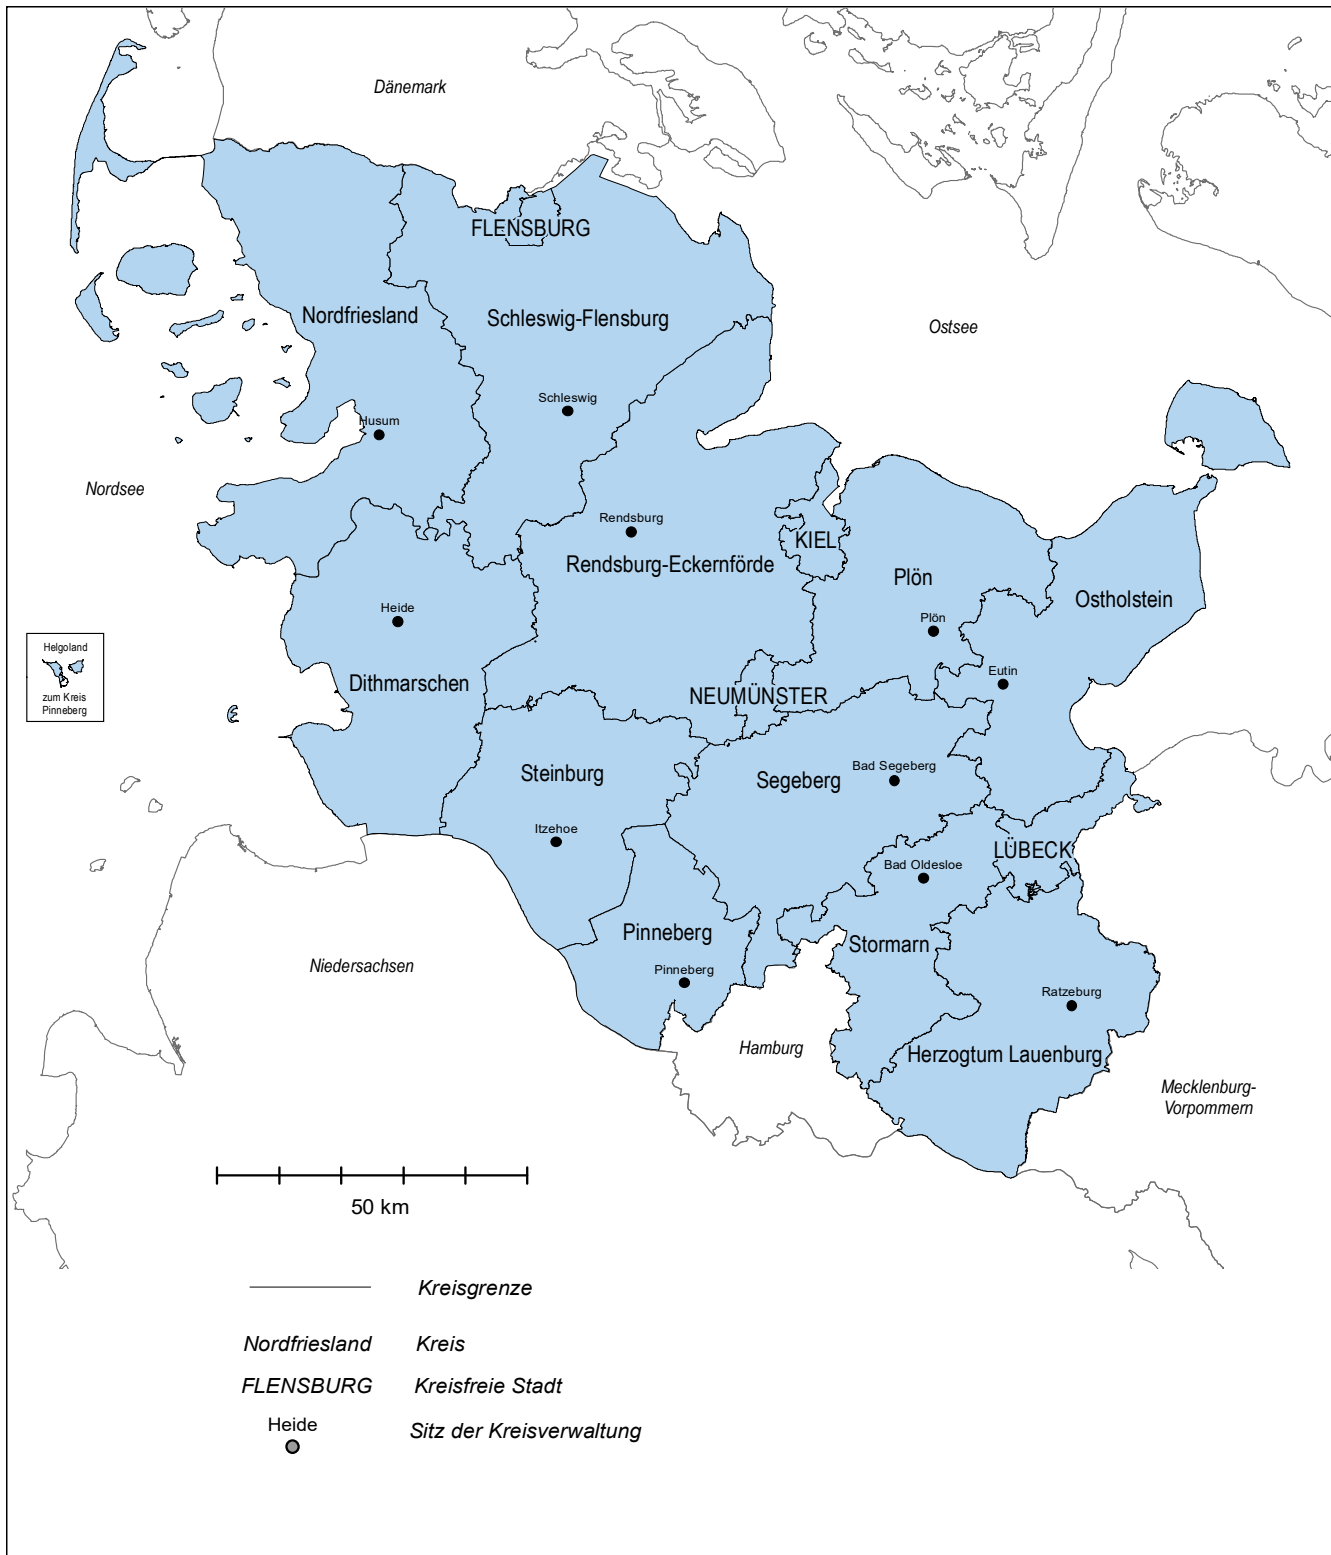 Dänemark
FLENSBURG
Nordfriesland
Schleswig-Flensburg
Ostsee
Schleswig
Husum
Nordsee
Rendsburg
KIEL
Rendsburg-Eckernförde
Plön
Ostholstein
Heide
Plön
Helgoland
zum Kreis
Pinneberg
Eutin
Dithmarschen
NEUMÜNSTER
Steinburg
Segeberg
Bad Segeberg
Itzehoe
LÜBECK
Bad Oldesloe
Pinneberg
Stormarn
Niedersachsen
Pinneberg
Ratzeburg
Hamburg
Herzogtum Lauenburg
Mecklenburg-
Vorpommern
50 km
Kreisgrenze
Nordfriesland Kreis
FLENSBURG Kreisfreie Stadt
Heide Sitz der Kreisverwaltung